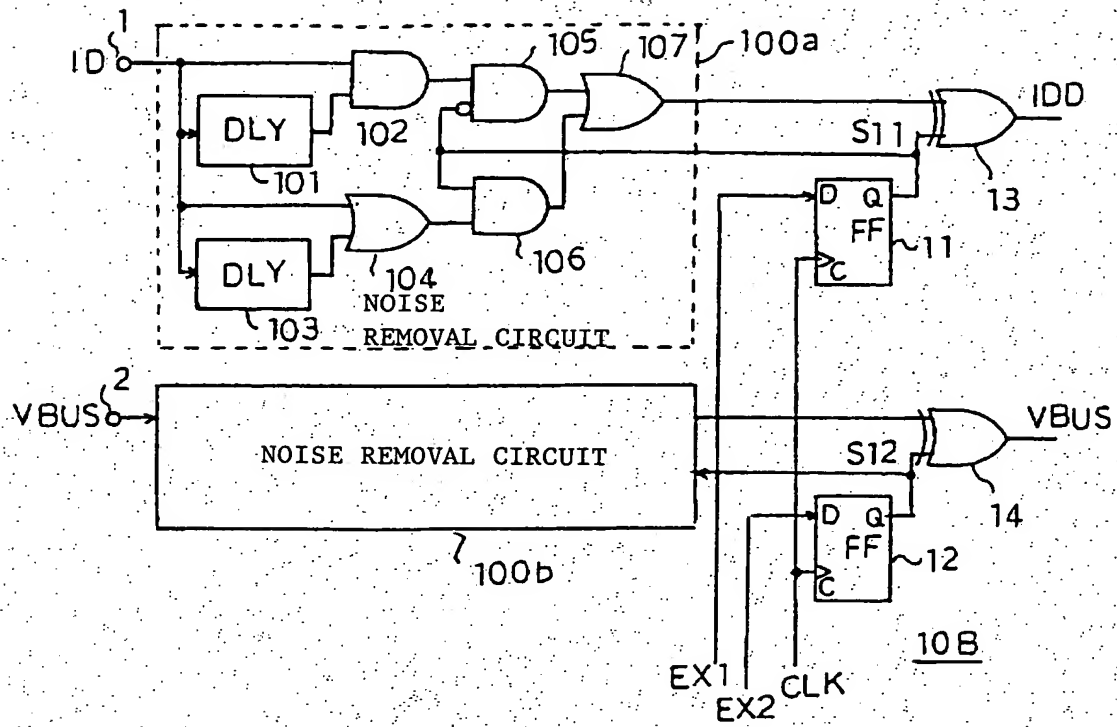 1
ID
105
107
100a
102
DLY
101
IDD
S11
13
D Q
FF
C
11
106
104
DLY
103
NOISE
REMOVAL CIRCUIT
2
VBUS
NOISE REMOVAL CIRCUIT
100b
VBUS
S12
14
D Q
FF
C
12
10B
EX1
EX2
CLK